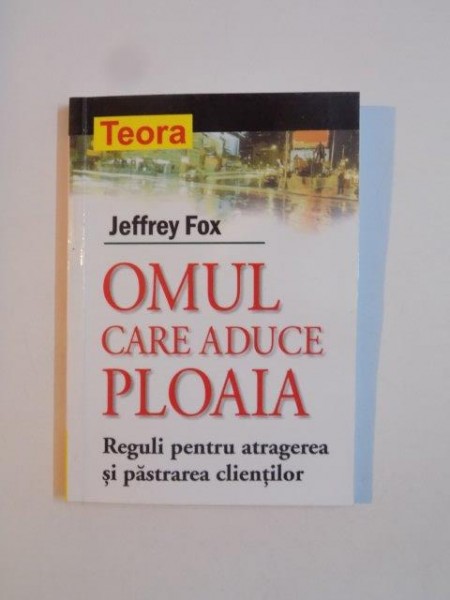 Teora
Jeffrey Fox
OMUL
CARE ADUCE
PLOAIA
Reguli pentru atragerea
și păstrarea clienților